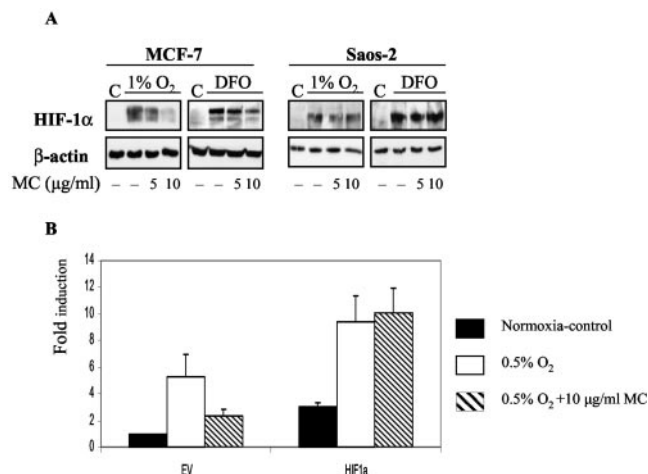 A
MCF-7 Saos-2
C 1% O₂ C DFO C 1% O₂ C DFO
HIF-1α
β-actin
MC (μg/ml) – – 5 10 – – 5 10 – – 5 10 – – 5 10
B
Fold induction
14
12
10
8
6
4
2
0
EV HIF1a
Normoxia-control
0.5% O₂
0.5% O₂ +10 μg/ml MC